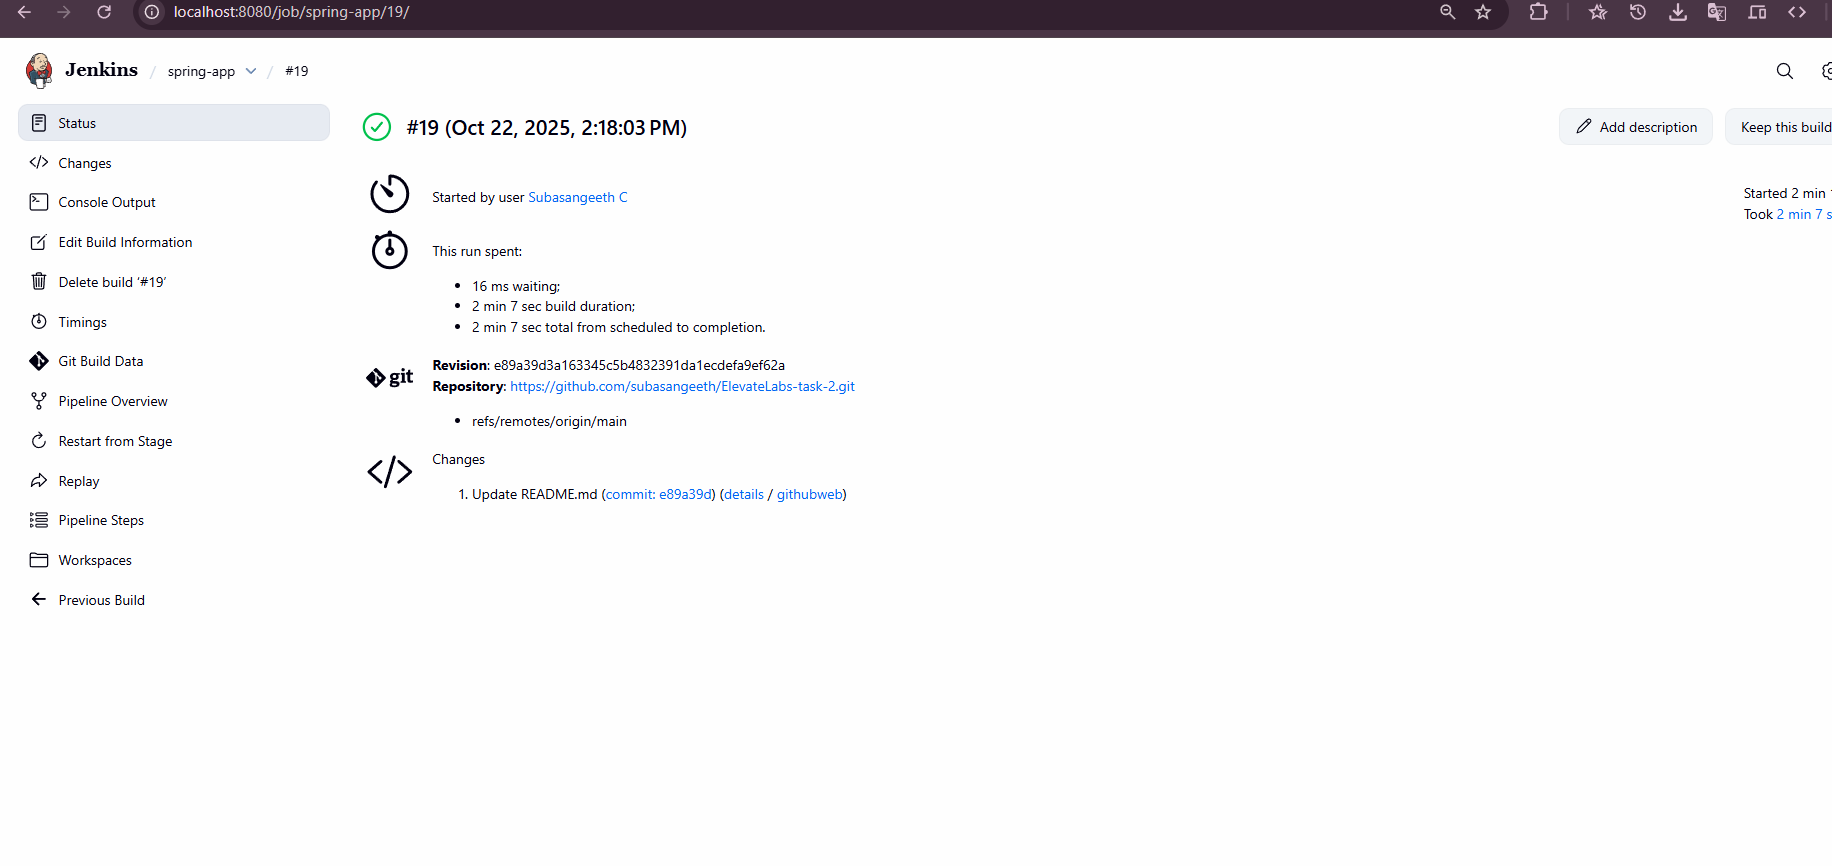 localhost:8080/job/spring-app/19/
Jenkins / spring-app / #19
Status
Changes
Console Output
Edit Build Information
Delete build ‘#19’
Timings
Git Build Data
Pipeline Overview
Restart from Stage
Replay
Pipeline Steps
Workspaces
Previous Build
#19 (Oct 22, 2025, 2:18:03 PM)
Add description
Keep this build
Started by user Subasangeeth C
Started 2 min
Took 2 min 7 s
This run spent:
16 ms waiting;
2 min 7 sec build duration;
2 min 7 sec total from scheduled to completion.
git
Revision: e89a39d3a163345c5b4832391da1ecdefa9ef62a
Repository: https://github.com/subasangeeth/ElevateLabs-task-2.git
refs/remotes/origin/main
Changes
1. Update README.md (commit: e89a39d) (details / githubweb)